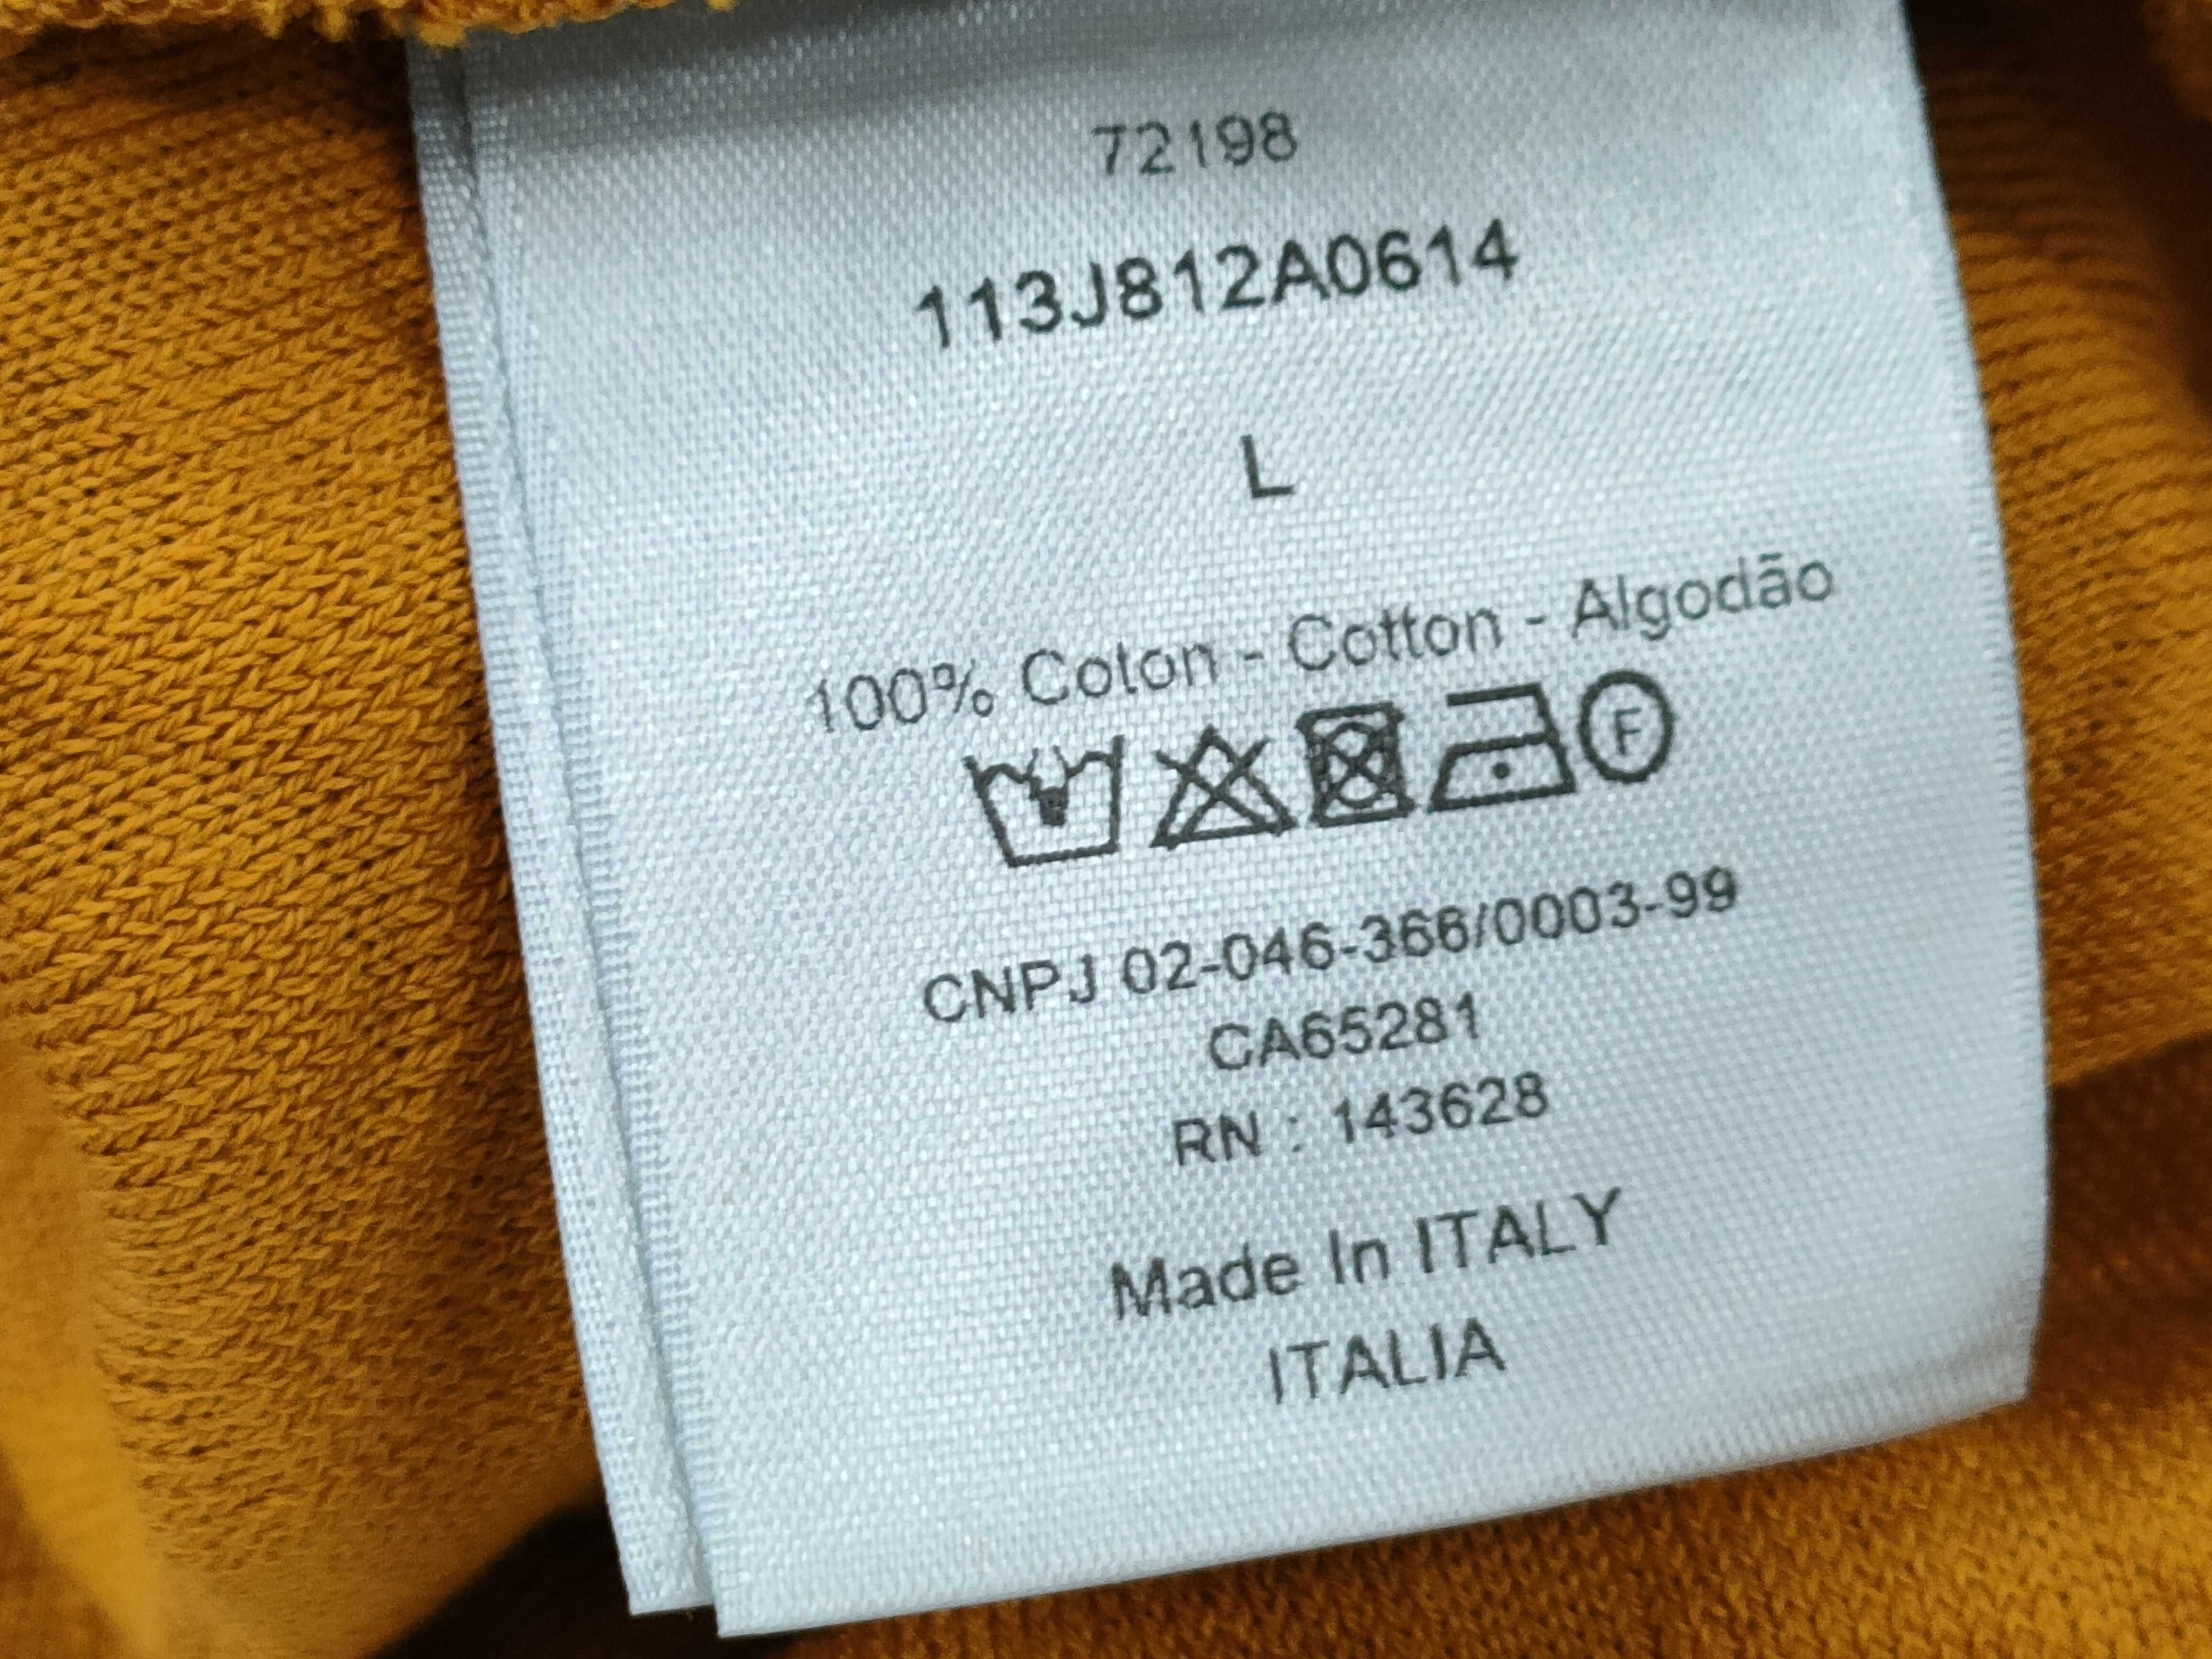 72198
113J812A0614
L
100% Coton - Cotton - Algodão
F
CNPJ 02-046-366/0003-99
CA65281
RN : 143628
Made In ITALY
ITALIA